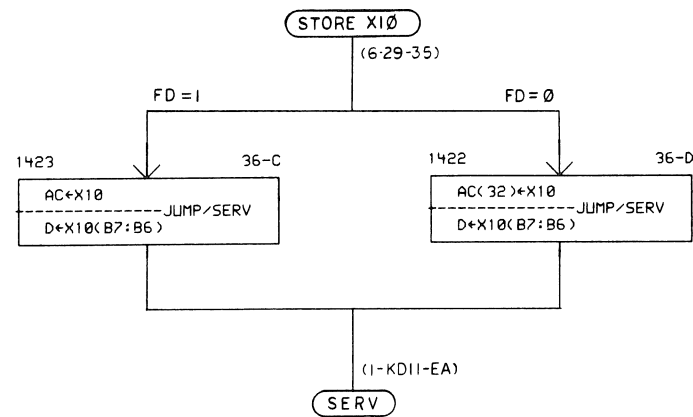 STORE X1Ø
(6-29-35)
FD=1
FD=Ø
1423
36-C
1422
36-D
AC←X10
JUMP/SERV
D←X10(B7:B6)
AC(32)←X10
JUMP/SERV
D←X10(B7:B6)
(1-KD11-EA)
SERV